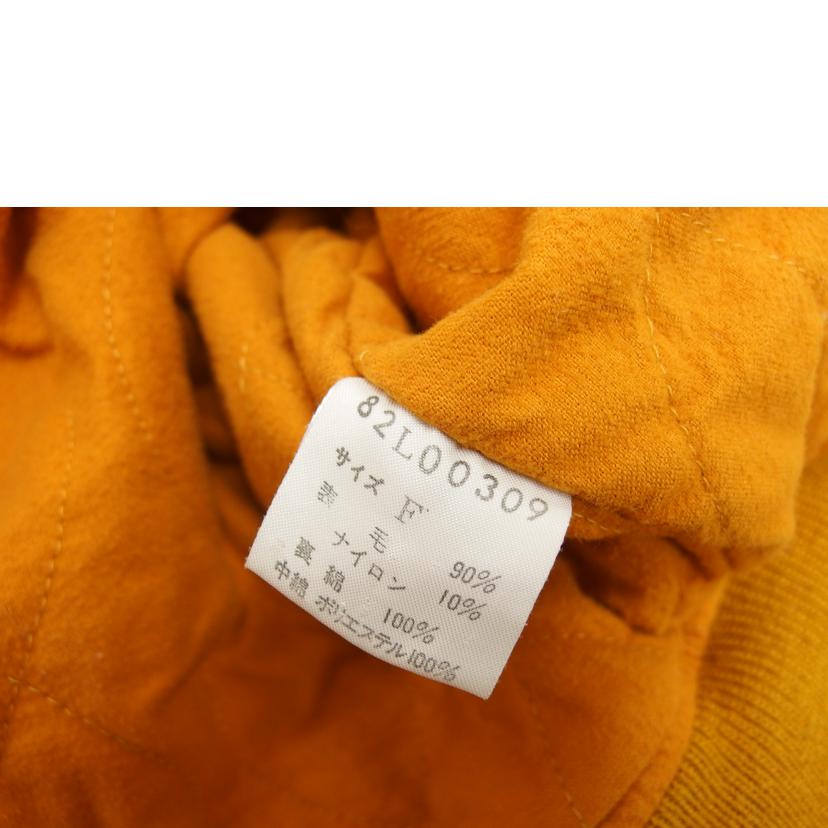 82L00309
サイズ F
表 毛 90%
ナイロン 10%
裏 綿 100%
中綿 ポリエステル100%